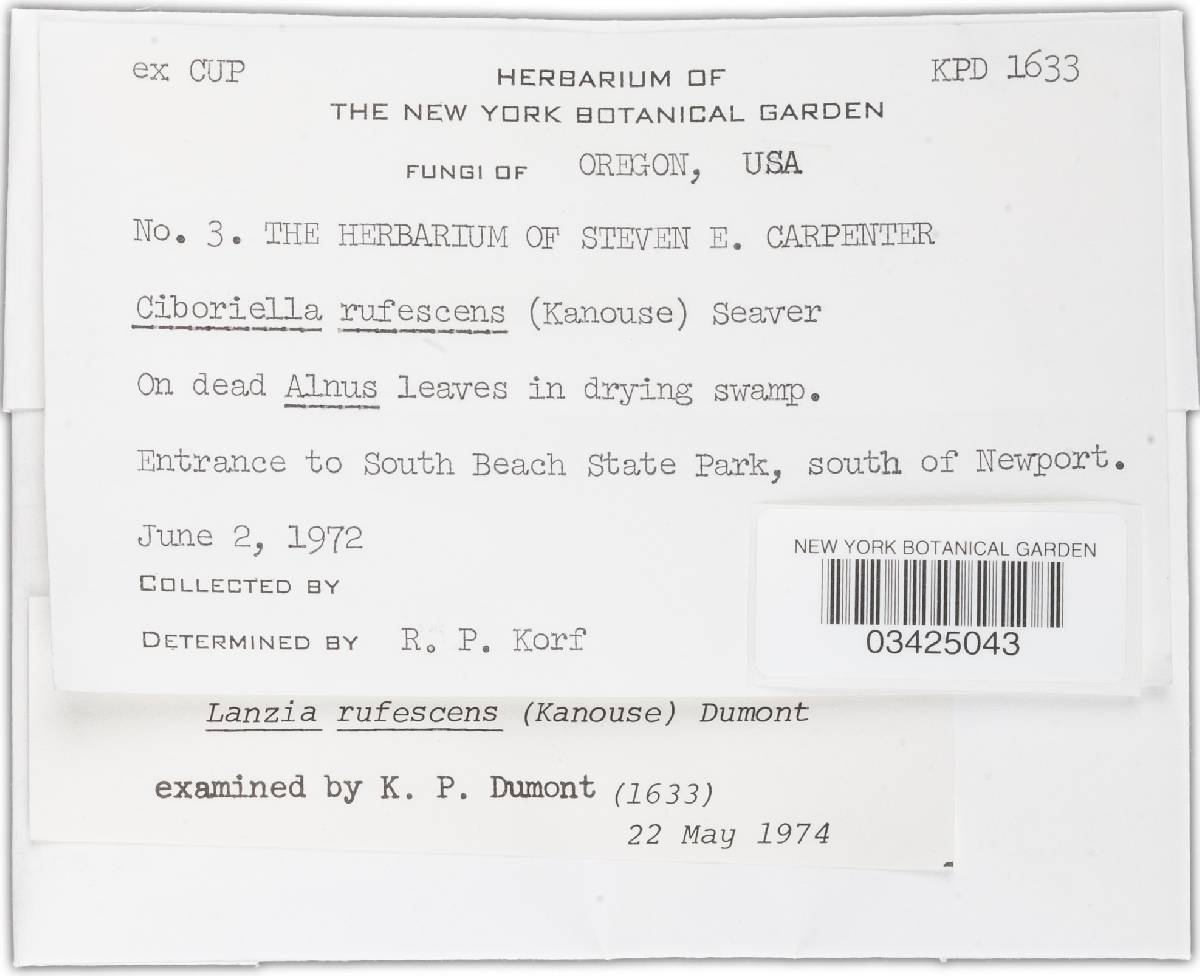 ex CUP
HERBARIUM OF
KPD 1633
THE NEW YORK BOTANICAL GARDEN
FUNGI OF OREGON, USA
No. 3. THE HERBARIUM OF STEVEN E. CARPENTER
Ciboriella rufescens (Kanouse) Seaver
On dead Alnus leaves in drying swamp.
Entrance to South Beach State Park, south of Newport.
June 2, 1972
COLLECTED BY
DETERMINED BY R. P. Korf
NEW YORK BOTANICAL GARDEN
03425043
Lanzia rufescens (Kanouse) Dumont
examined by K. P. Dumont (1633)
22 May 1974